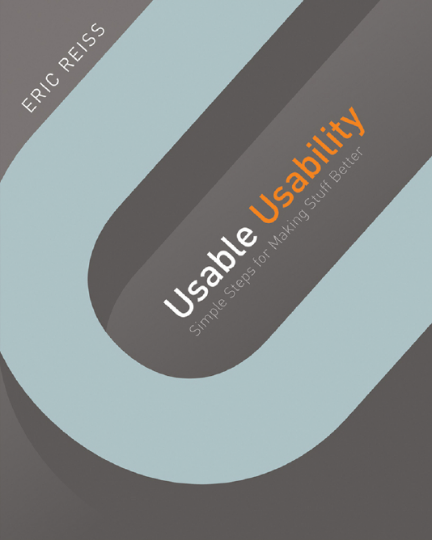 ERIC REISS
Usable Usability
Simple Steps for Making Stuff Better